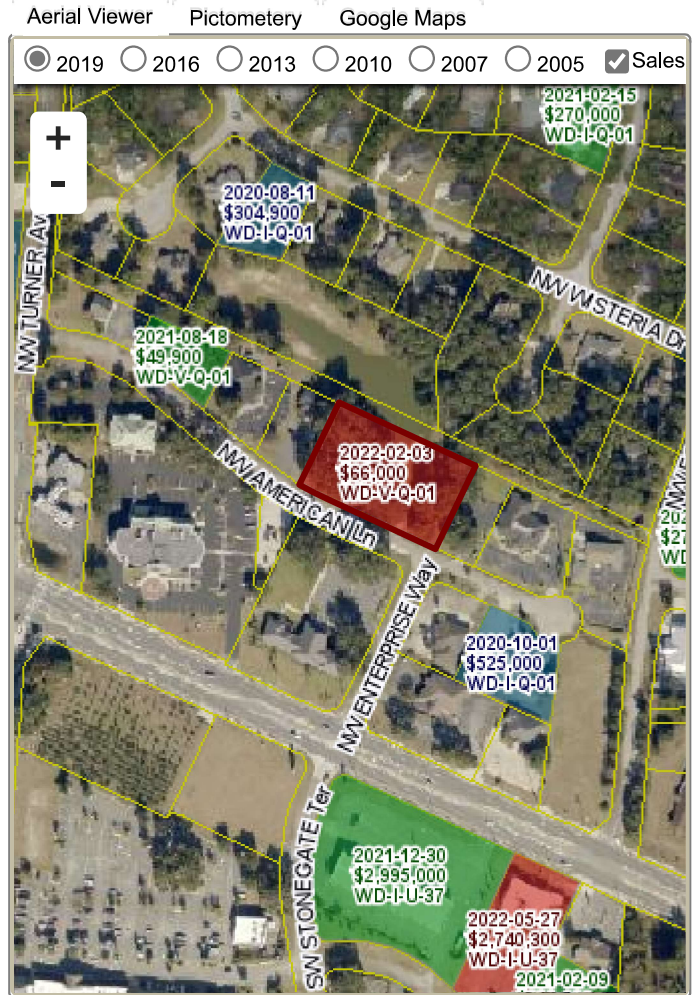 Aerial Viewer Pictometery Google Maps
2019 2016 2013 2010 2007 2005 Sales
+
-
2021-02-15
$270,000
WD-I-Q-01
2020-08-11
$304,900
WD-I-Q-01
NW TURNER Av
NW WISTERIA Dr
2021-08-18
$49,900
WD-V-Q-01
2022-02-03
$66,000
WD-V-Q-01
NW AMERICAN Ln
202
$27
WD
NW ENTERPRISE Way
2020-10-01
$525,000
WD-I-Q-01
SW STONEGATE Ter
2021-12-30
$2,995,000
WD-I-U-37
2022-05-27
$2,740,300
WD-I-U-37
2021-02-09